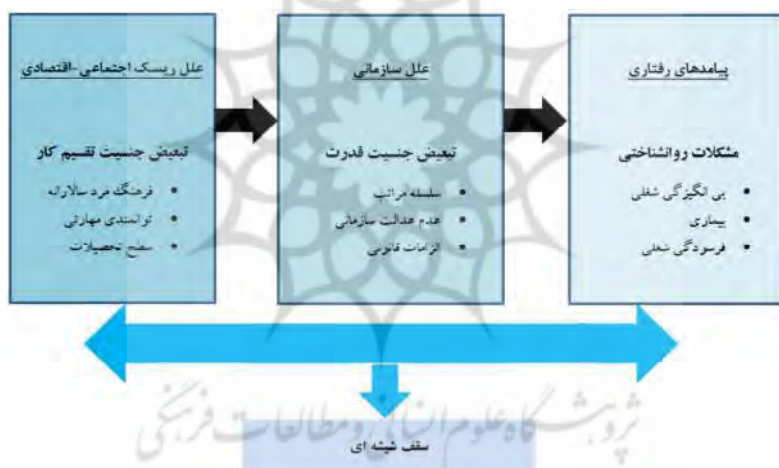 علل ریسک اجتماعی-اقتصادی
تبعیض جنسیت تقسیم کار
• فرهنگ مرد سالارانه
• توانمندی مهارتی
• سطح تحصیلات
علل سازمانی
تبعیض جنسیت قدرت
• سلسله مراتب
• عدم عدالت سازمانی
• الزامات قانونی
پیامدهای رفتاری
مشکلات روانشناختی
• بی انگیزگی شغلی
• بیماری
• فرسودگی شغلی
پژوهشگاه علوم انسانی و مطالعات فرهنگی
سقف شیشه ای